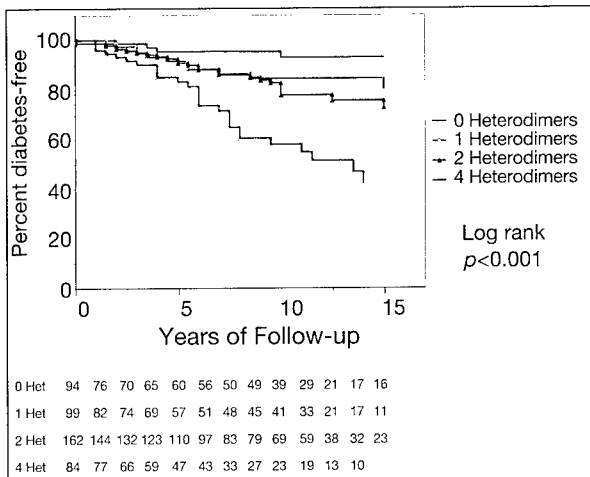 Percent diabetes-free
100
80
60
40
20
0
0 5 10 15
Years of Follow-up
0 Heterodimers
1 Heterodimers
2 Heterodimers
4 Heterodimers
Log rank
p<0.001
0 Het 94 76 70 65 60 56 50 49 39 29 21 17 16
1 Het 99 82 74 69 57 51 48 45 41 33 21 17 11
2 Het 162 144 132 123 110 97 83 79 69 59 38 32 23
4 Het 84 77 66 59 47 43 33 27 23 19 13 10